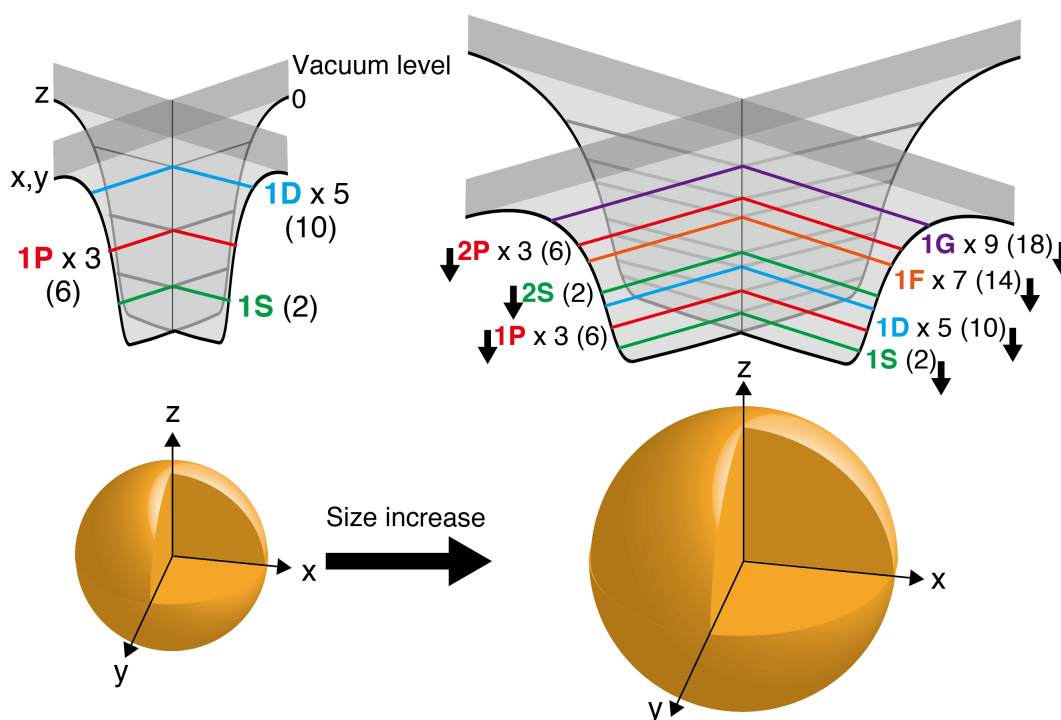 Vacuum level
z
0
x,y
1D x 5
(10)
1P x 3
(6)
1S (2)
2P x 3 (6)
1G x 9 (18)
1F x 7 (14)
2S (2)
1D x 5 (10)
1P x 3 (6)
1S (2)
z
z
Size increase
x
x
y
y